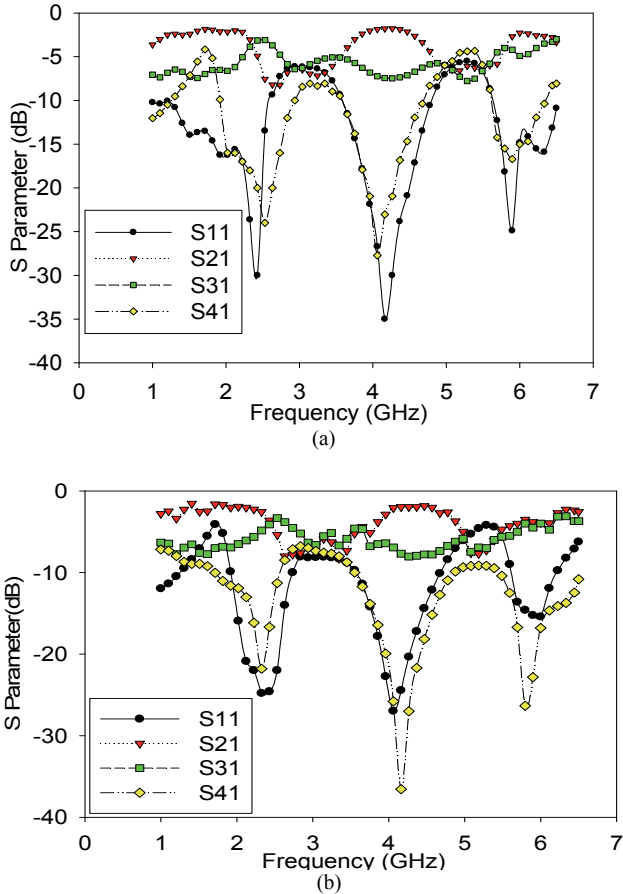 0
-5
-10
-15
-20
-25
-30
-35
-40
S Parameter (dB)
S11
S21
S31
S41
0 1 2 3 4 5 6 7
Frequency (GHz)
(a)
0
-10
-20
-30
-40
S Parameter(dB)
S11
S21
S31
S41
0 1 2 3 4 5 6 7
Frequency (GHz)
(b)